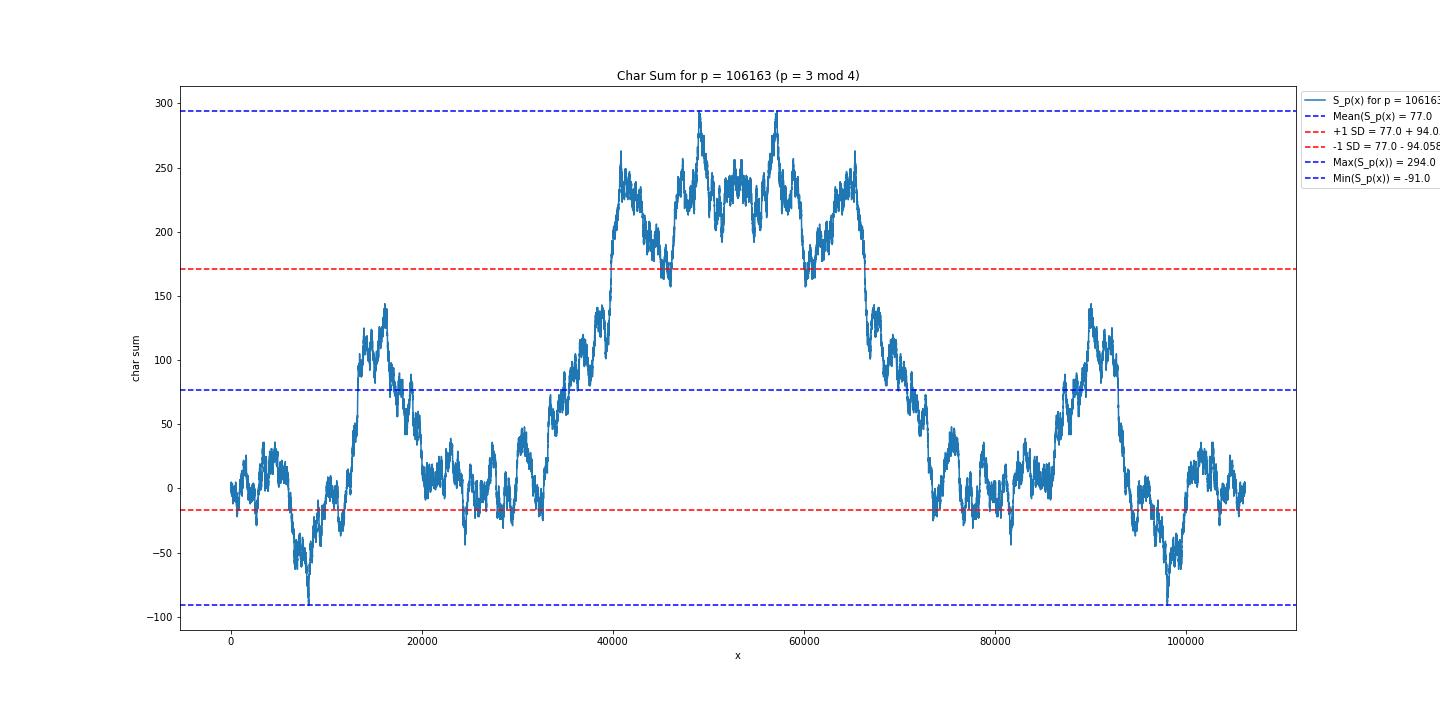 Char Sum for p = 106163 (p = 3 mod 4)
300
250
200
150
100
50
0
−50
−100
char sum
0
20000
40000
60000
80000
100000
x
S_p(x) for p = 106163
Mean(S_p(x) = 77.0
+1 SD = 77.0 + 94.0
-1 SD = 77.0 - 94.058
Max(S_p(x)) = 294.0
Min(S_p(x)) = -91.0